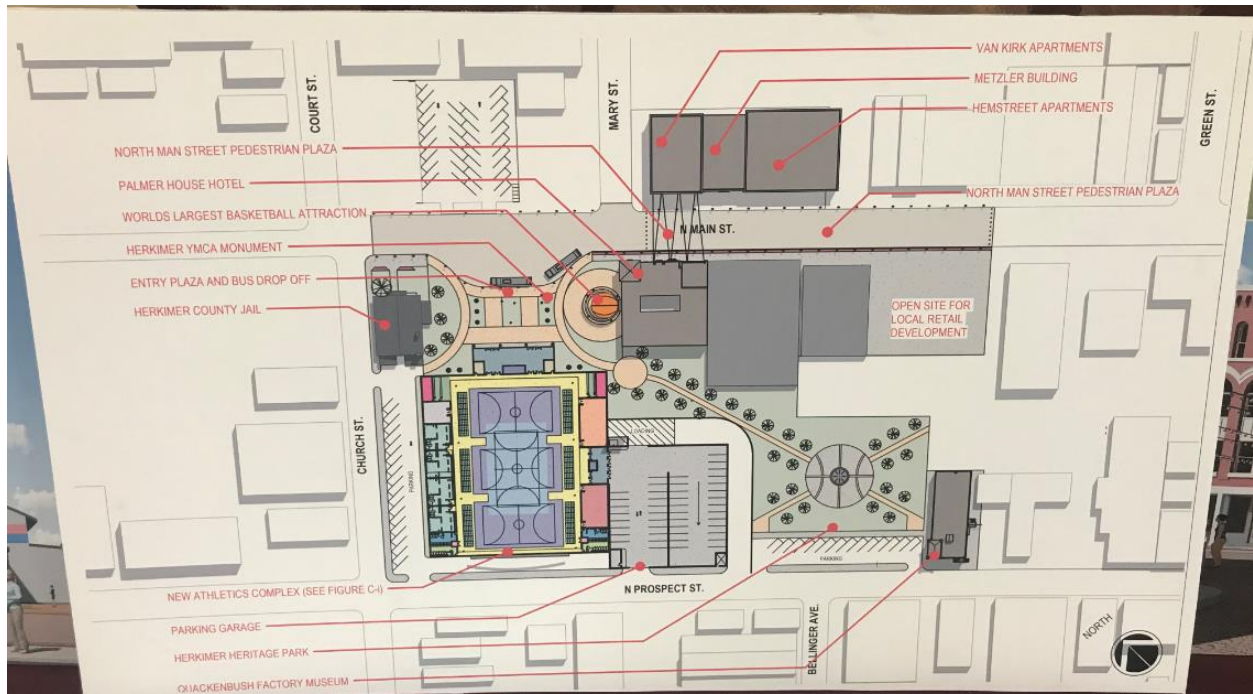 VAN KIRK APARTMENTS
METZLER BUILDING
HEMSTREET APARTMENTS
COURT ST.
MARY ST.
GREEN ST.
NORTH MAN STREET PEDESTRIAN PLAZA
PALMER HOUSE HOTEL
WORLDS LARGEST BASKETBALL ATTRACTION
HERKIMER YMCA MONUMENT
ENTRY PLAZA AND BUS DROP OFF
HERKIMER COUNTY JAIL
NORTH MAN STREET PEDESTRIAN PLAZA
N MAIN ST.
OPEN SITE FOR
LOCAL RETAIL
DEVELOPMENT
CHURCH ST.
PARKING
LOADING
PARKING
N PROSPECT ST.
NEW ATHLETICS COMPLEX (SEE FIGURE C-i)
PARKING GARAGE
HERKIMER HERITAGE PARK
QUACKENBUSH FACTORY MUSEUM
BELLINGER AVE.
NORTH